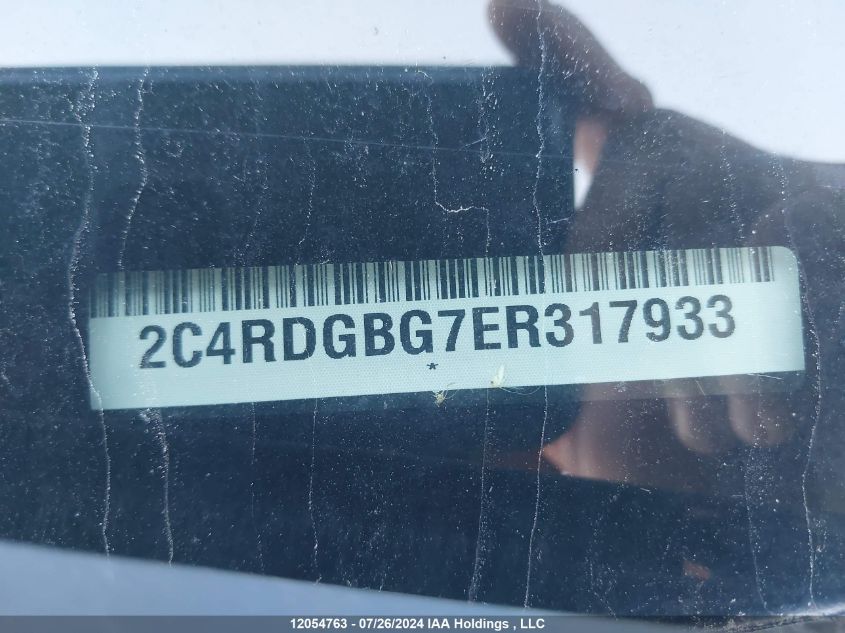 2C4RDGBG7ER317933
*
12054763 - 07/26/2024 IAA Holdings , LLC